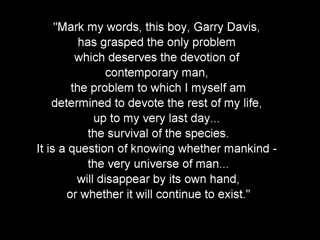 "Mark my words, this boy, Garry Davis,
has grasped the only problem
which deserves the devotion of
contemporary man,
the problem to which I myself am
determined to devote the rest of my life,
up to my very last day...
the survival of the species.
It is a question of knowing whether mankind -
the very universe of man...
will disappear by its own hand,
or whether it will continue to exist."